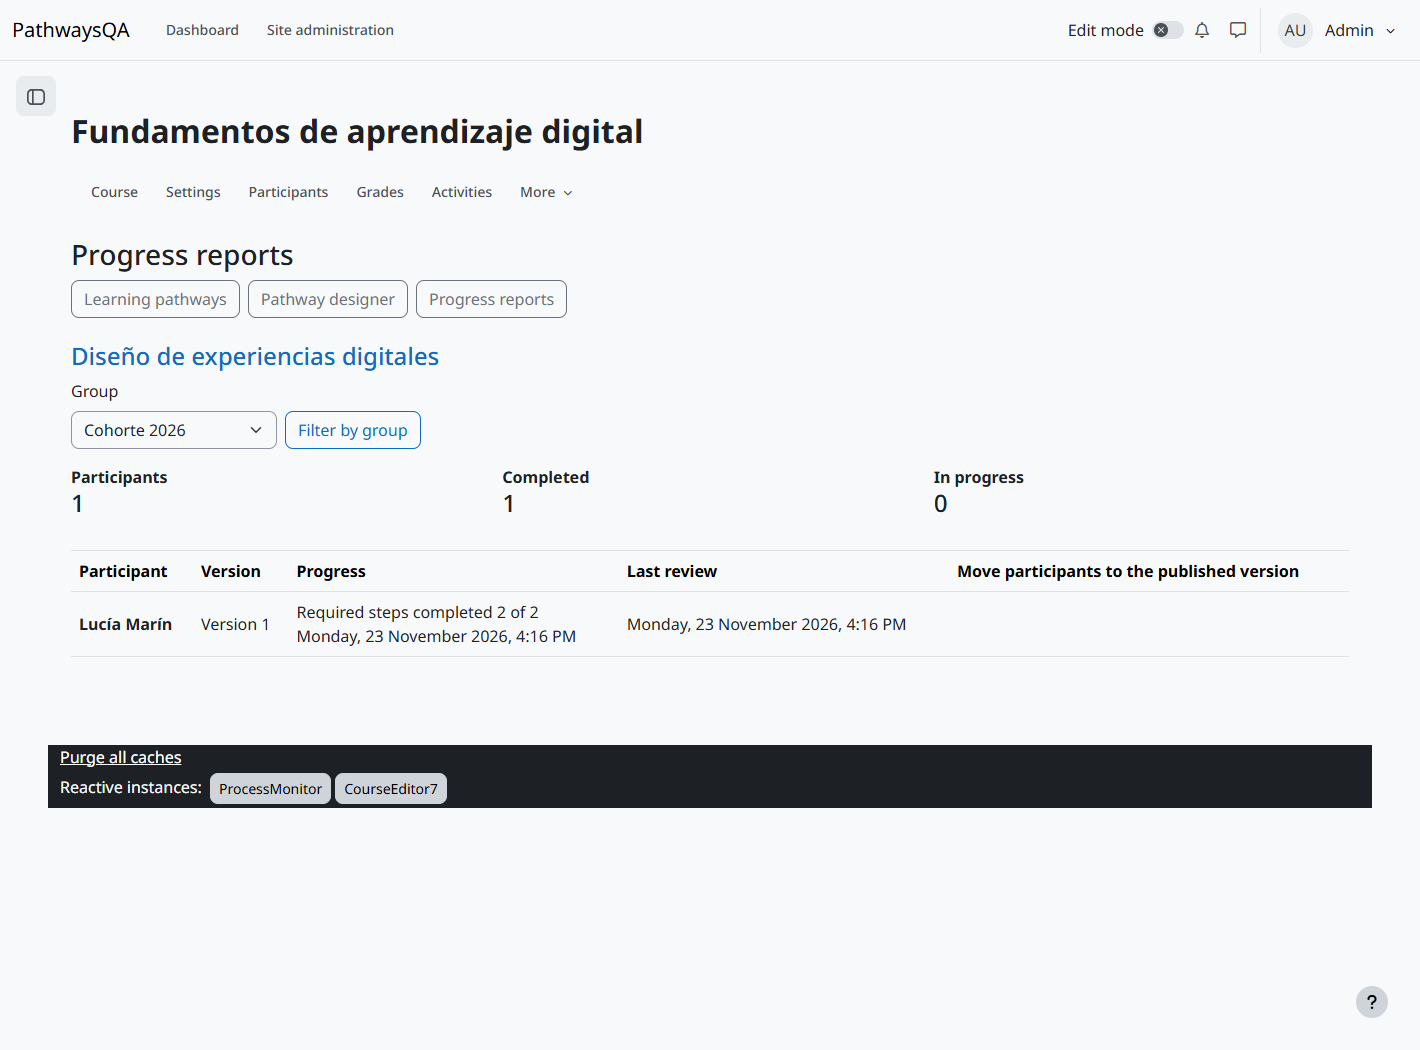 PathwaysQA Dashboard Site administration Edit mode AU Admin
Fundamentos de aprendizaje digital
Course Settings Participants Grades Activities More
Progress reports
Learning pathways Pathway designer Progress reports
Diseño de experiencias digitales
Group
Cohorte 2026 Filter by group
Participants Completed In progress
1 1 0
Participant Version Progress Last review Move participants to the published version
Lucía Marín Version 1 Required steps completed 2 of 2 Monday, 23 November 2026, 4:16 PM
Monday, 23 November 2026, 4:16 PM
Purge all caches
Reactive instances: ProcessMonitor CourseEditor7
?